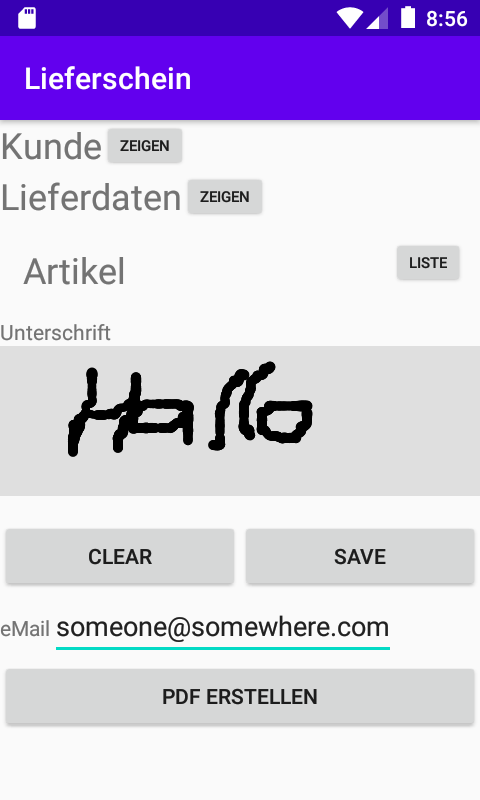 8:56
Lieferschein
Kunde ZEIGEN
Lieferdaten ZEIGEN
Artikel LISTE
Unterschrift
Hallo
CLEAR SAVE
eMail someone@somewhere.com
PDF ERSTELLEN